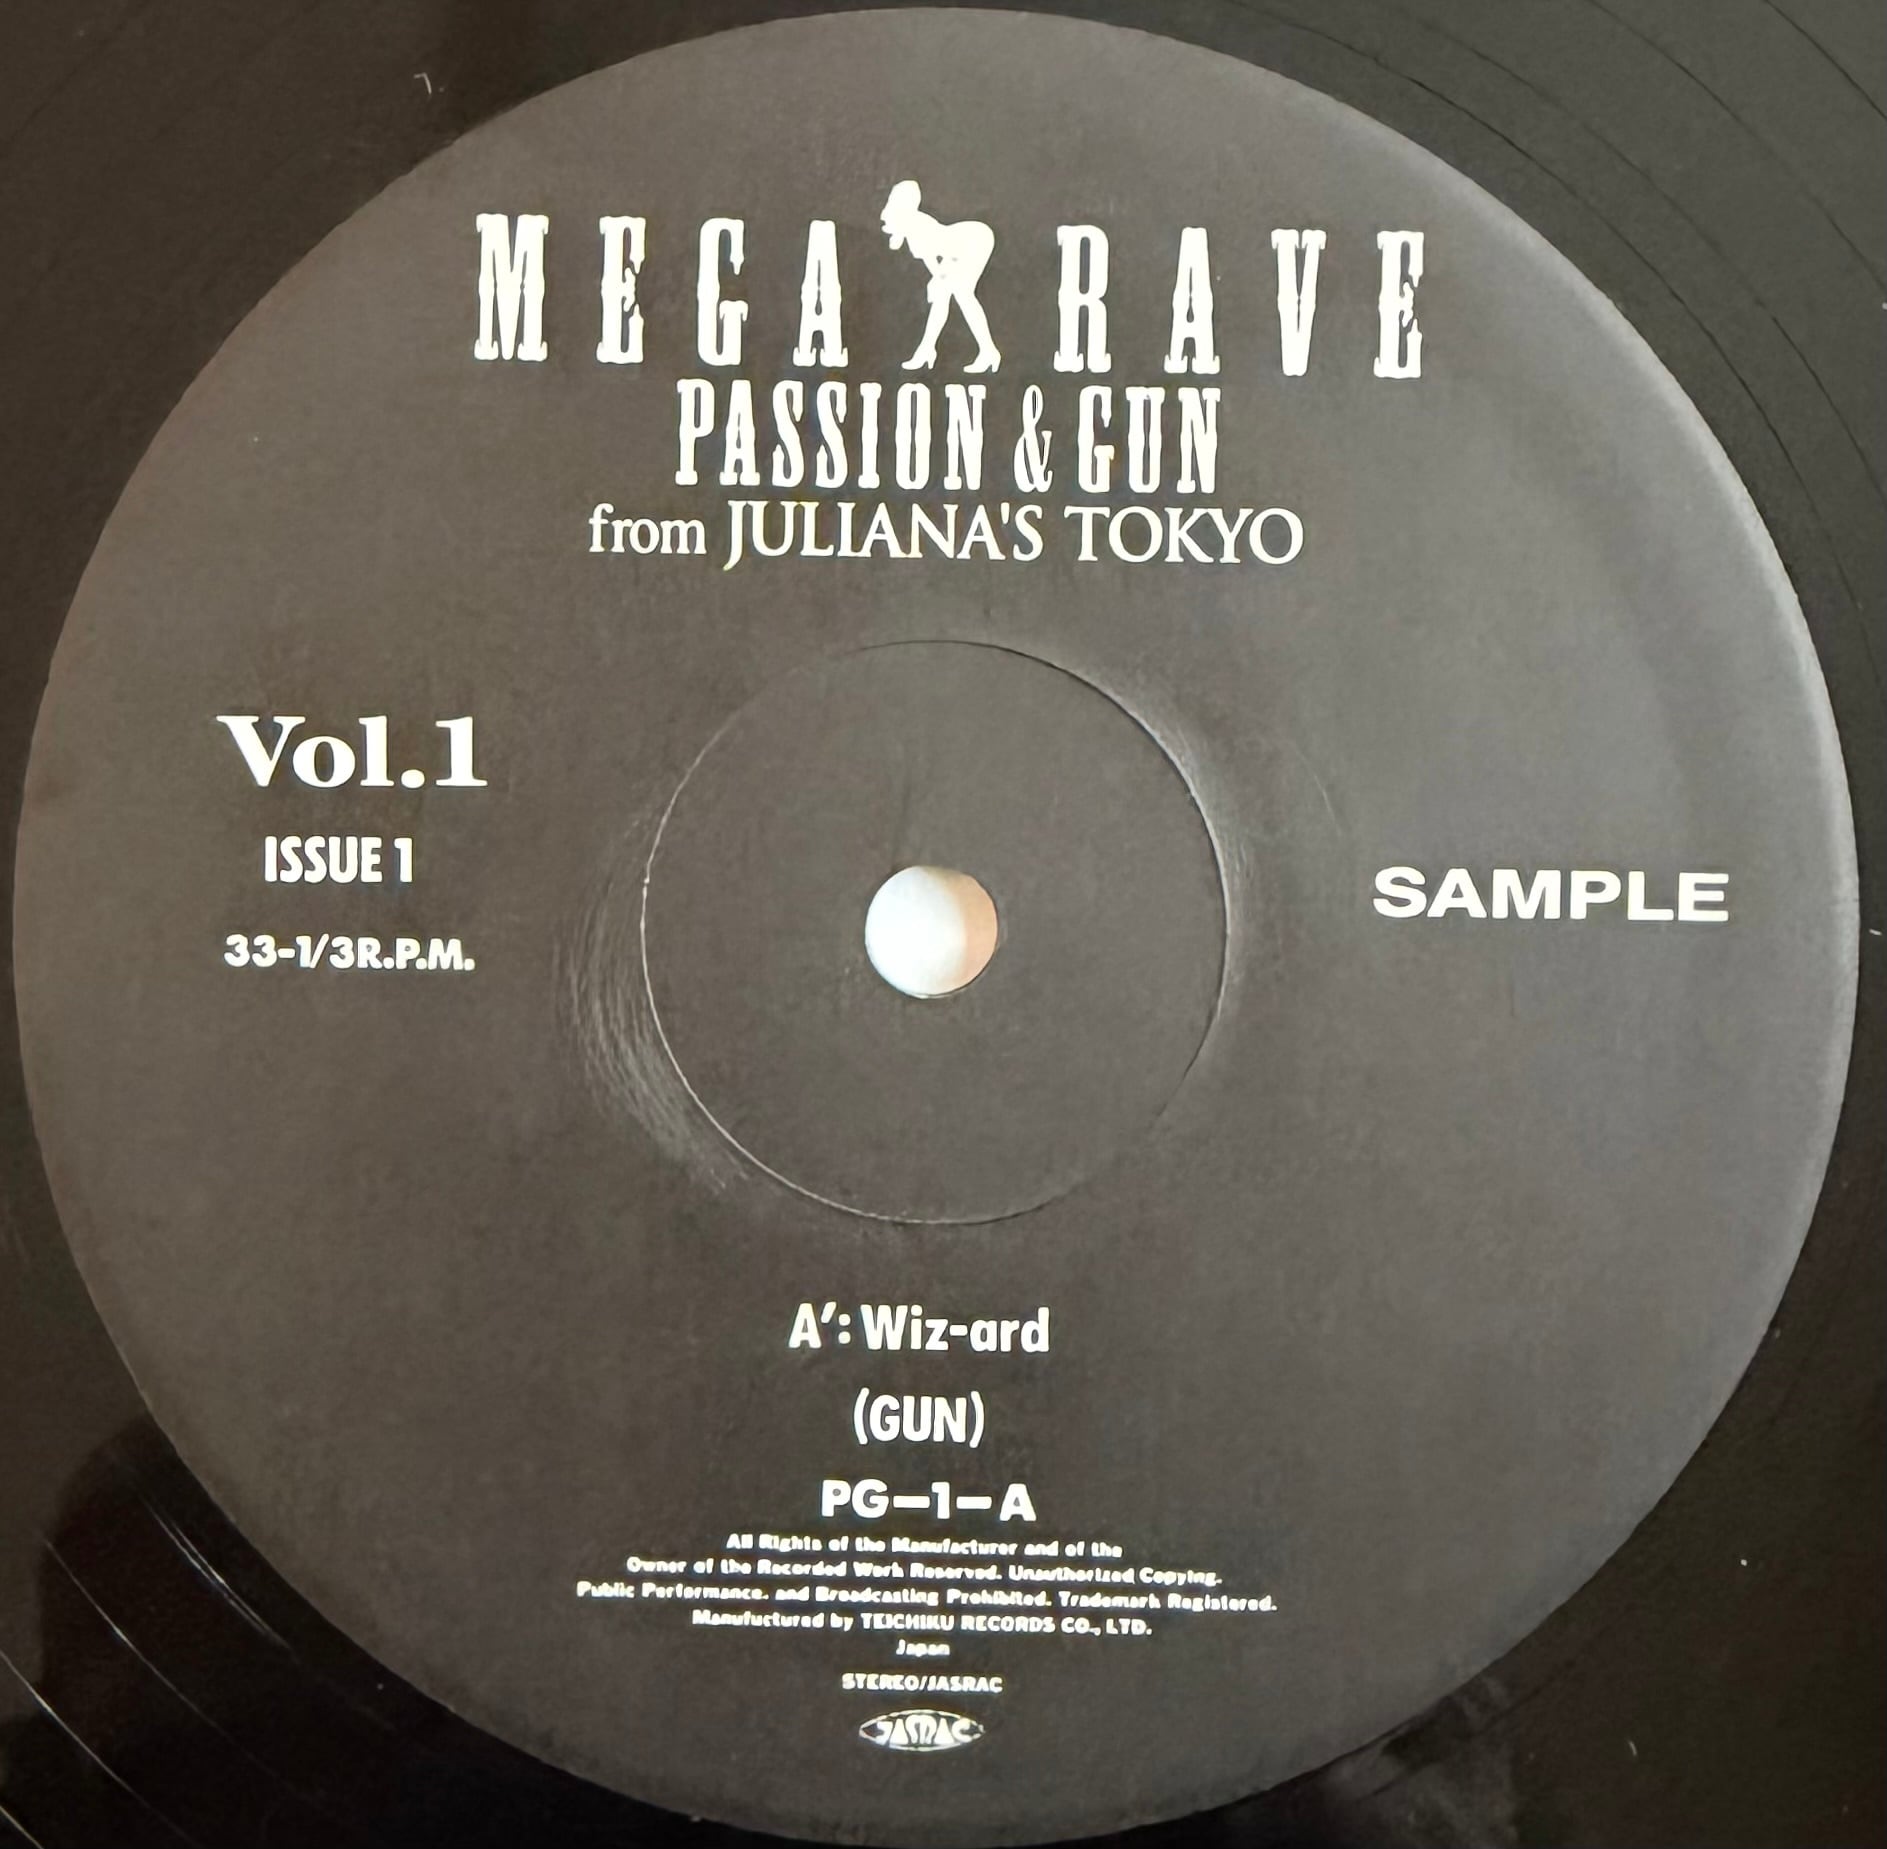 MEGA RAVE
PASSION & GUN
from JULIANA'S TOKYO
Vol.1
ISSUE 1
33-1/3R.P.M.
SAMPLE
A′: Wiz-ard
(GUN)
PG-1-A
All Rights of the Manufacturer and of the
Owner of the Recorded Work Reserved. Unauthorized Copying.
Public Performance. and Broadcasting Prohibited. Trademark Registered.
Manufuctured by TEICHIKU RECORDS CO., LTD.
Japan
STEREO/JASRAC
JASRAC